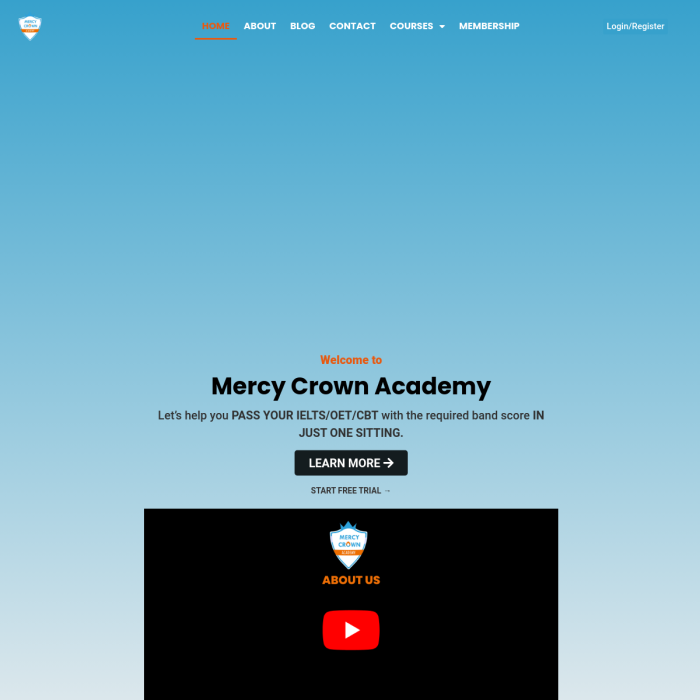 MERCY
CROWN
HOME ABOUT BLOG CONTACT COURSES MEMBERSHIP
Login/Register
Welcome to
Mercy Crown Academy
Let's help you PASS YOUR IELTS/OET/CBT with the required band score IN
JUST ONE SITTING.
LEARN MORE →
START FREE TRIAL →
MERCY
CROWN
ACADEMY
ABOUT US